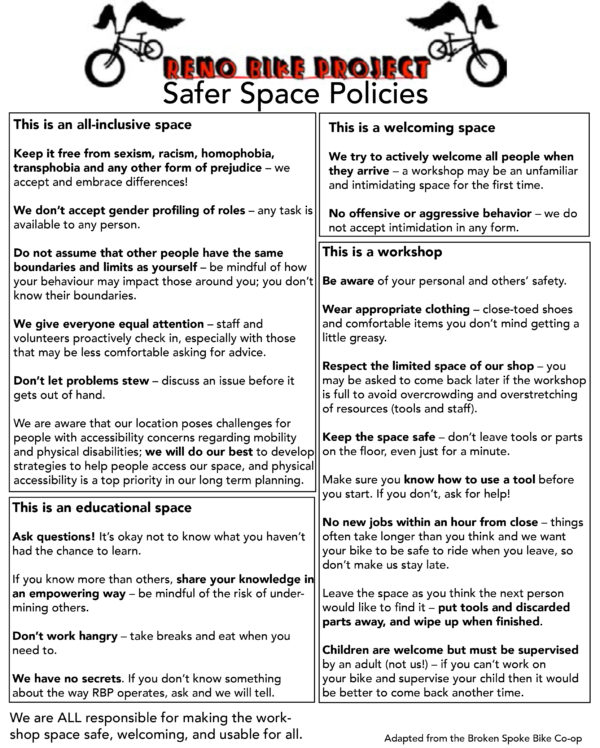 RENO BIKE PROJECT
Safer Space Policies
This is an all-inclusive space
Keep it free from sexism, racism, homophobia,
transphobia and any other form of prejudice – we
accept and embrace differences!
We don't accept gender profiling of roles – any task is
available to any person.
Do not assume that other people have the same
boundaries and limits as yourself – be mindful of how
your behaviour may impact those around you; you don't
know their boundaries.
We give everyone equal attention – staff and
volunteers proactively check in, especially with those
that may be less comfortable asking for advice.
Don't let problems stew – discuss an issue before it
gets out of hand.
We are aware that our location poses challenges for
people with accessibility concerns regarding mobility
and physical disabilities; we will do our best to develop
strategies to help people access our space, and physical
accessibility is a top priority in our long term planning.
This is an educational space
Ask questions! It's okay not to know what you haven't
had the chance to learn.
If you know more than others, share your knowledge in
an empowering way – be mindful of the risk of under-
mining others.
Don't work hangry – take breaks and eat when you
need to.
We have no secrets. If you don't know something
about the way RBP operates, ask and we will tell.
We are ALL responsible for making the work-
shop space safe, welcoming, and usable for all.
This is a welcoming space
We try to actively welcome all people when
they arrive – a workshop may be an unfamiliar
and intimidating space for the first time.
No offensive or aggressive behavior – we do
not accept intimidation in any form.
This is a workshop
Be aware of your personal and others' safety.
Wear appropriate clothing – close-toed shoes
and comfortable items you don't mind getting a
little greasy.
Respect the limited space of our shop – you
may be asked to come back later if the workshop
is full to avoid overcrowding and overstretching
of resources (tools and staff).
Keep the space safe – don't leave tools or parts
on the floor, even just for a minute.
Make sure you know how to use a tool before
you start. If you don't, ask for help!
No new jobs within an hour from close – things
often take longer than you think and we want
your bike to be safe to ride when you leave, so
don't make us stay late.
Leave the space as you think the next person
would like to find it – put tools and discarded
parts away, and wipe up when finished.
Children are welcome but must be supervised
by an adult (not us!) – if you can't work on
your bike and supervise your child then it would
be better to come back another time.
Adapted from the Broken Spoke Bike Co-op